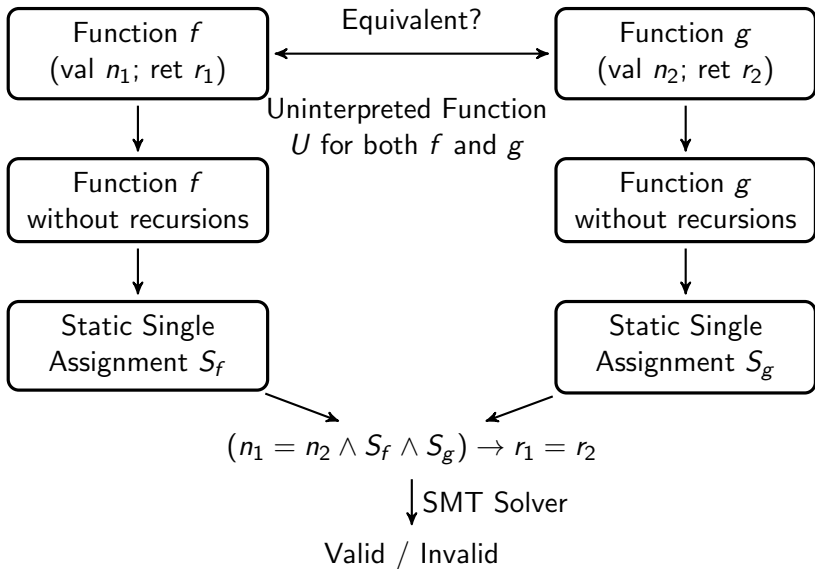 Function f
(val n₁; ret r₁)
Equivalent?
Function g
(val n₂; ret r₂)
Uninterpreted Function
U for both f and g
Function f
without recursions
Function g
without recursions
Static Single
Assignment S_f
Static Single
Assignment S_g
(n₁ = n₂ ∧ S_f ∧ S_g) → r₁ = r₂
SMT Solver
Valid / Invalid